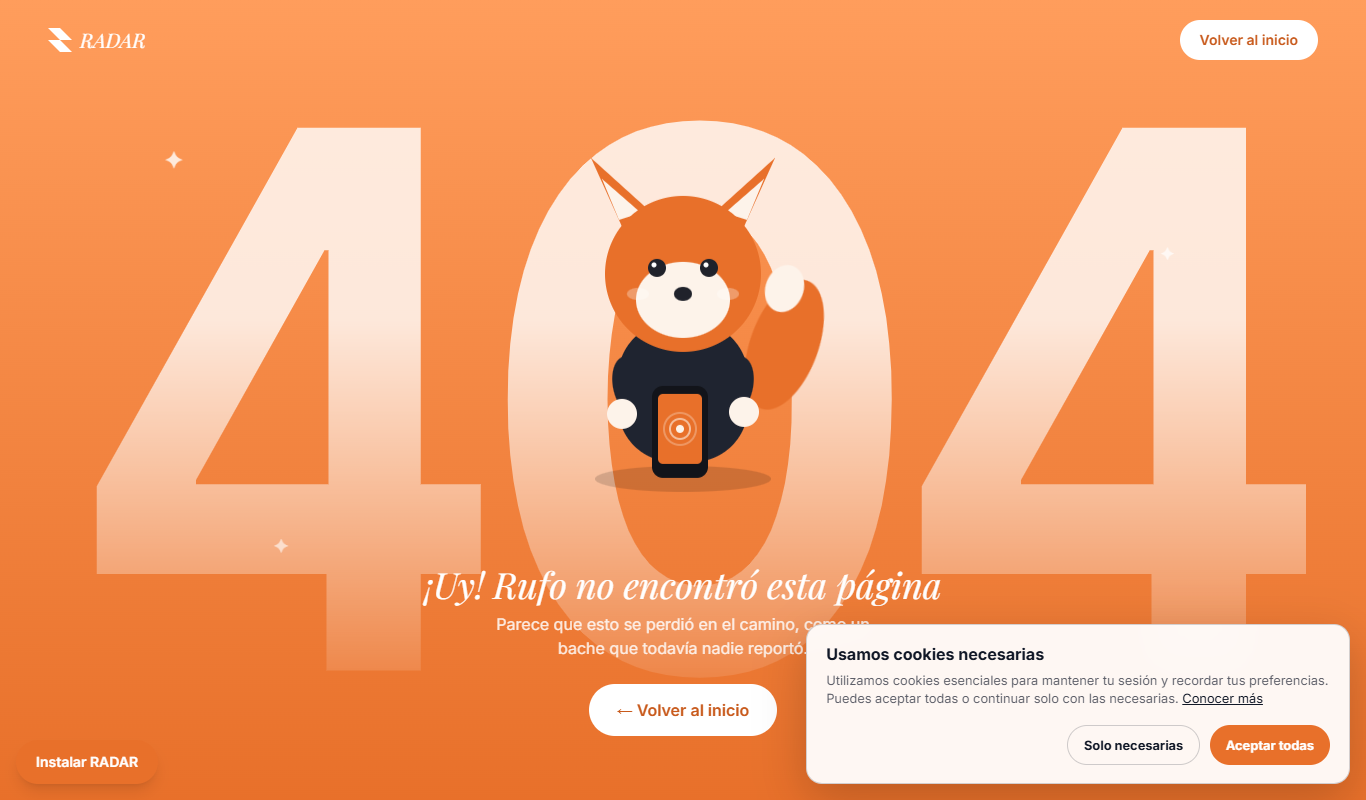 RADAR
Volver al inicio
404
¡Uy! Rufo no encontró esta página
Parece que esto se perdió en el camino, como un
bache que todavía nadie reportó.
← Volver al inicio
Instalar RADAR
Usamos cookies necesarias
Utilizamos cookies esenciales para mantener tu sesión y recordar tus preferencias.
Puedes aceptar todas o continuar solo con las necesarias. Conocer más
Solo necesarias
Aceptar todas